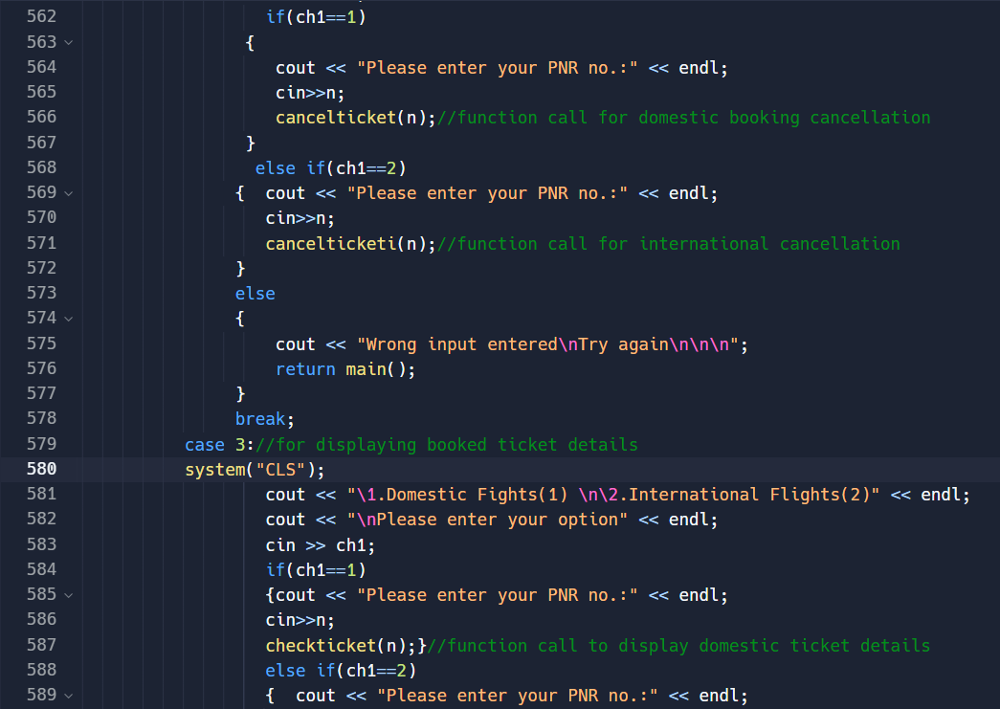 562 if(ch1==1)
563 {
564 cout << "Please enter your PNR no.:" << endl;
565 cin>>n;
566 cancelticket(n);//function call for domestic booking cancellation
567 }
568 else if(ch1==2)
569 { cout << "Please enter your PNR no.:" << endl;
570 cin>>n;
571 cancelticketi(n);//function call for international cancellation
572 }
573 else
574 {
575 cout << "Wrong input entered\nTry again\n\n\n";
576 return main();
577 }
578 break;
579 case 3://for displaying booked ticket details
580 system("CLS");
581 cout << "\1.Domestic Fights(1) \n\2.International Flights(2)" << endl;
582 cout << "\nPlease enter your option" << endl;
583 cin >> ch1;
584 if(ch1==1)
585 {cout << "Please enter your PNR no.:" << endl;
586 cin>>n;
587 checkticket(n);}//function call to display domestic ticket details
588 else if(ch1==2)
589 { cout << "Please enter your PNR no.:" << endl;